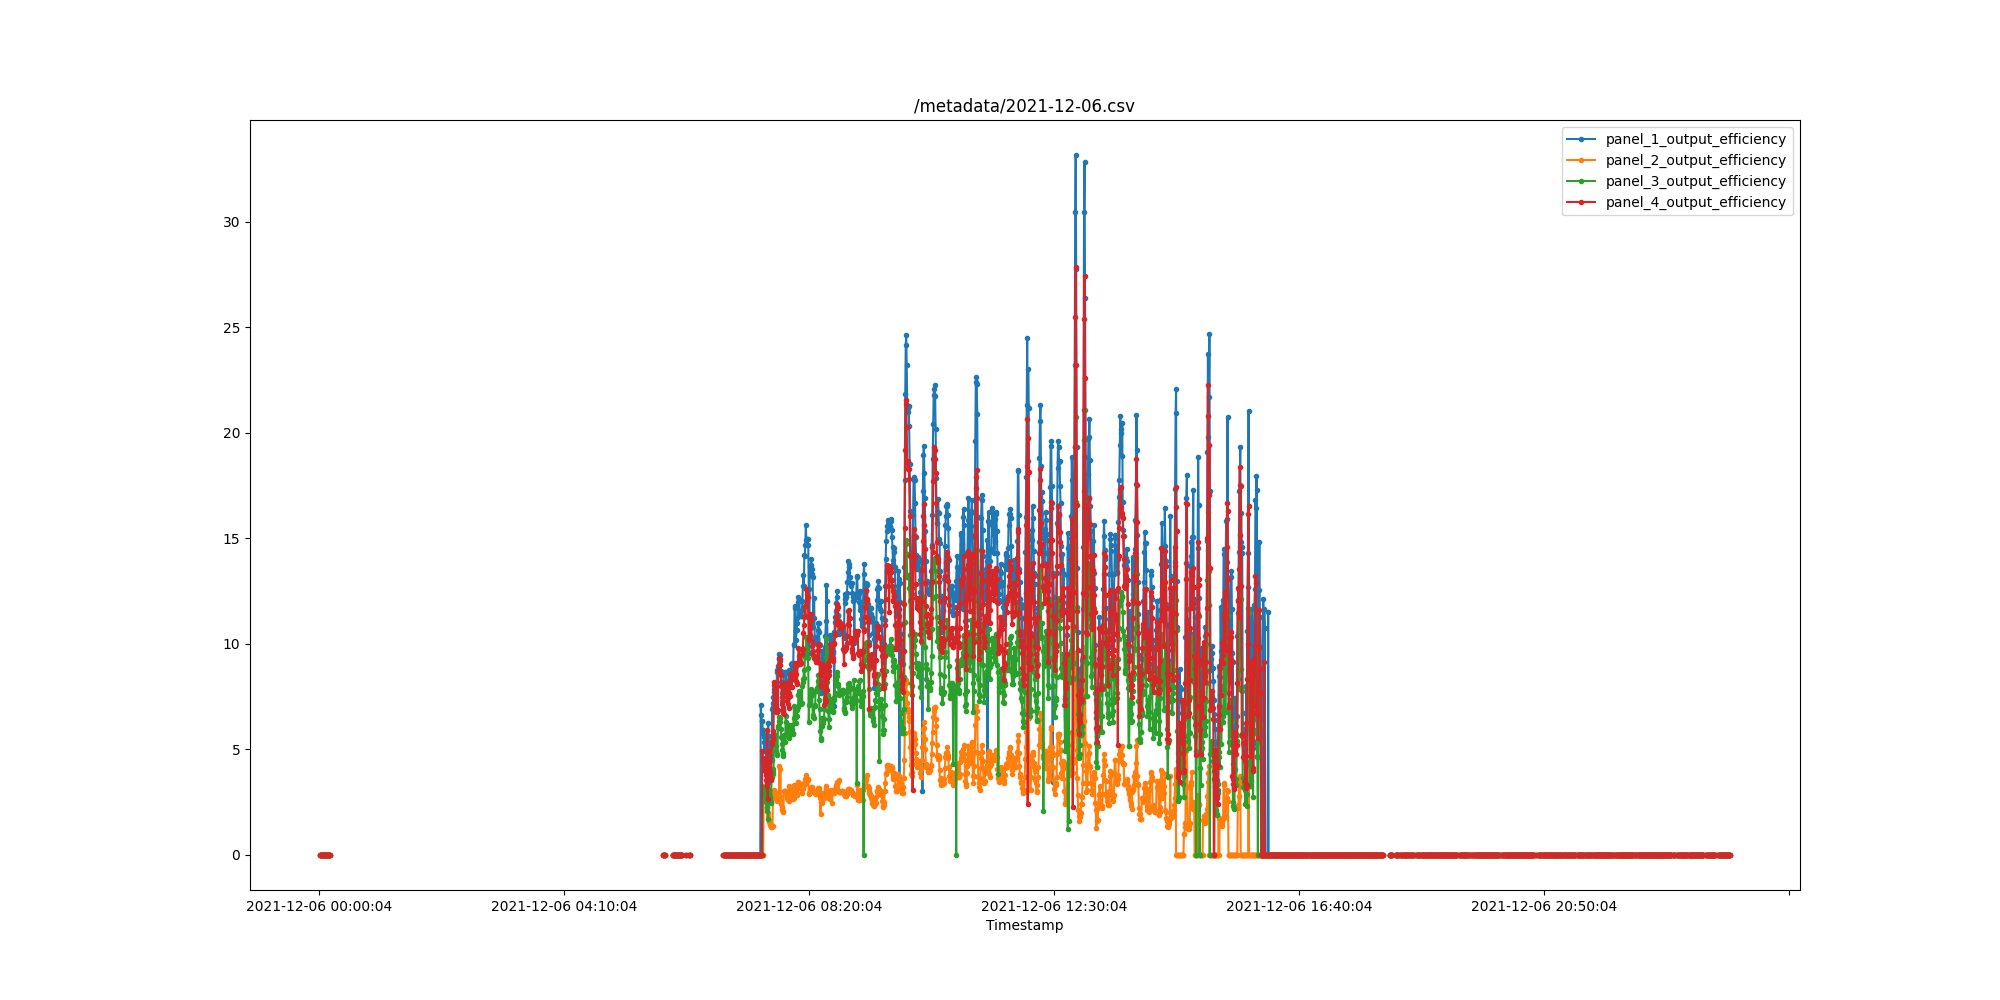 /metadata/2021-12-06.csv
panel_1_output_efficiency
panel_2_output_efficiency
panel_3_output_efficiency
panel_4_output_efficiency
30
25
20
15
10
5
0
2021-12-06 00:00:04
2021-12-06 04:10:04
2021-12-06 08:20:04
2021-12-06 12:30:04
2021-12-06 16:40:04
2021-12-06 20:50:04
Timestamp